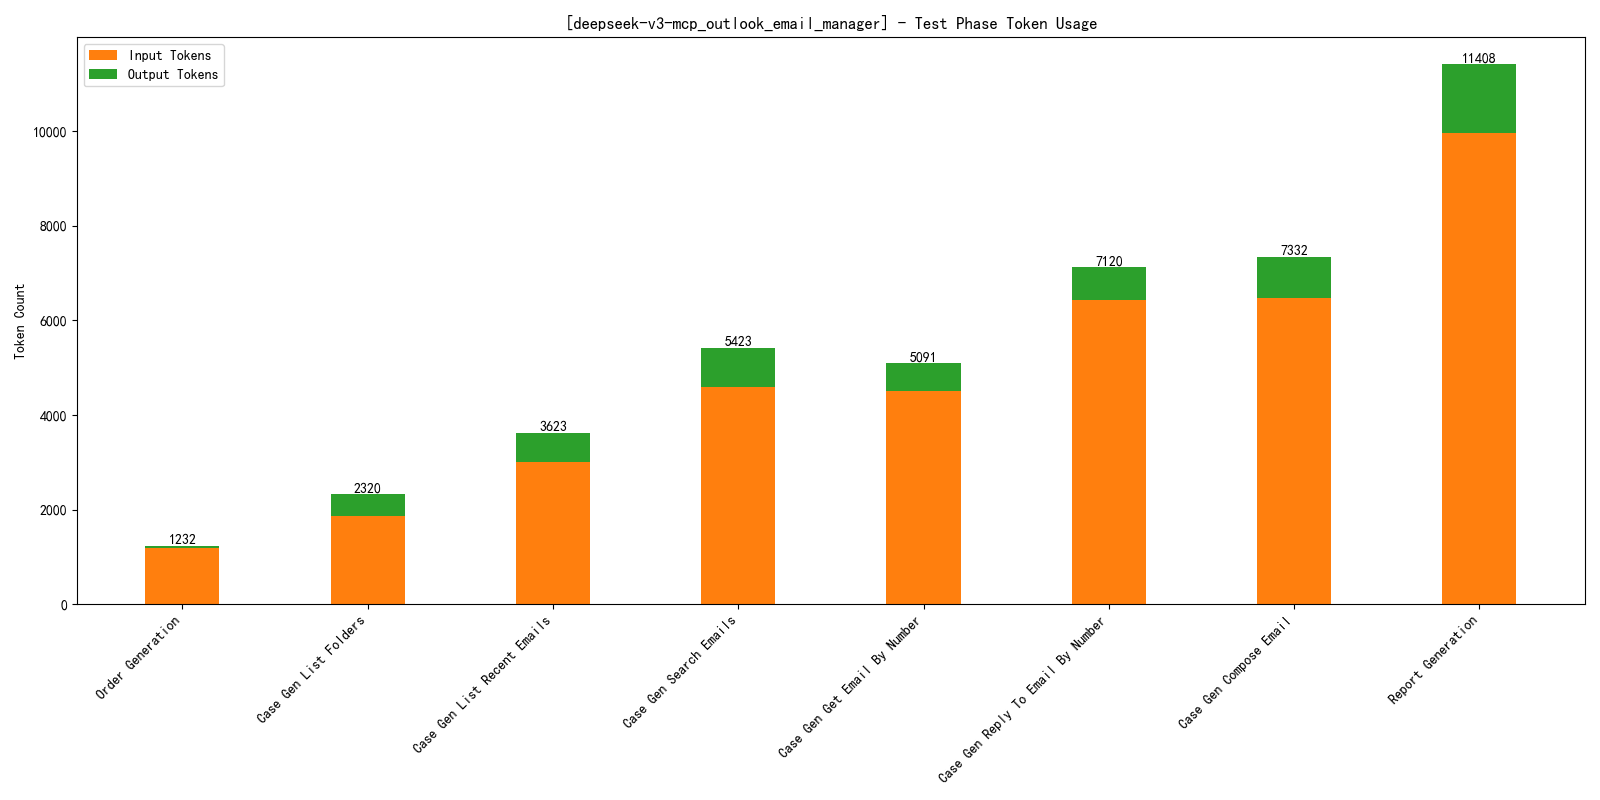 [deepseek-v3-mcp_outlook_email_manager] - Test Phase Token Usage
Input Tokens
Output Tokens
Token Count
10000
8000
6000
4000
2000
0
1232
2320
3623
5423
5091
7120
7332
11408
Order Generation
Case Gen List Folders
Case Gen List Recent Emails
Case Gen Search Emails
Case Gen Get Email By Number
Case Gen Reply To Email By Number
Case Gen Compose Email
Report Generation